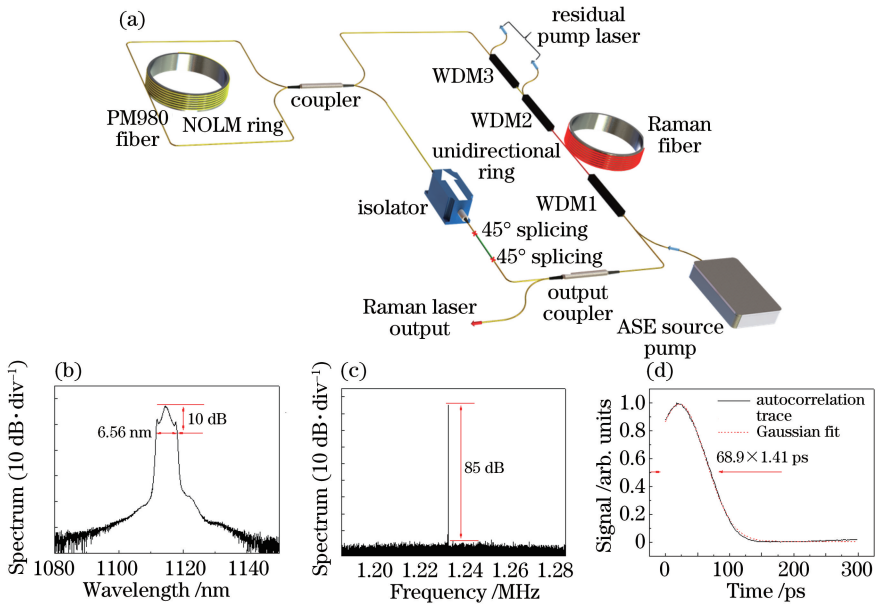 (a)
residual
pump laser
WDM3
coupler
WDM2
PM980
fiber
NOLM ring
Raman
fiber
unidirectional
ring
isolator
WDM1
45° splicing
45° splicing
output
coupler
Raman laser
output
ASE source
pump
(b)
Spectrum (10 dB·div⁻¹)
10 dB
6.56 nm
1080
1100
1120
1140
Wavelength /nm
(c)
Spectrum (10 dB·div⁻¹)
85 dB
1.20
1.22
1.24
1.26
1.28
Frequency /MHz
(d)
Signal /arb. units
1.0
0.8
0.6
0.4
0.2
0
autocorrelation
trace
Gaussian fit
68.9×1.41 ps
0
100
200
300
Time /ps